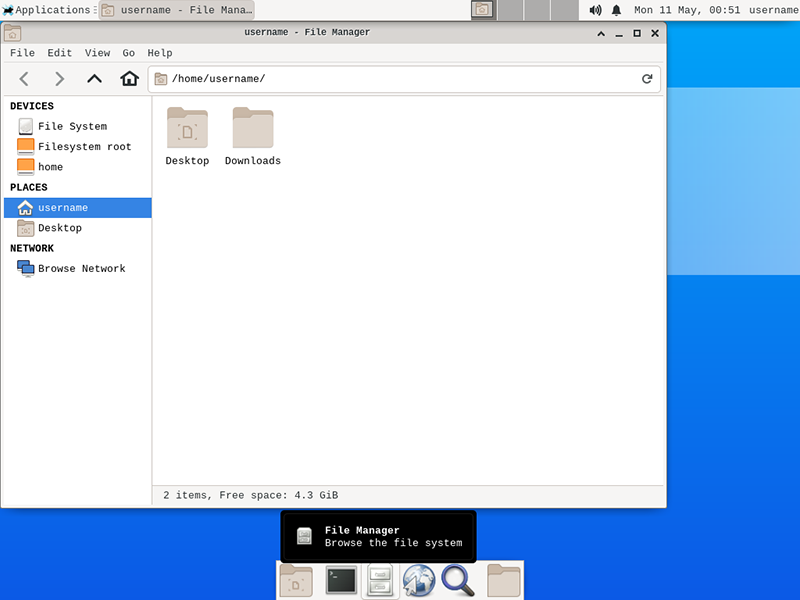 Applications
username - File Mana…
Mon 11 May, 00:51
username
username - File Manager
File Edit View Go Help
/home/username/
DEVICES
File System
Filesystem root
home
PLACES
username
Desktop
NETWORK
Browse Network
Desktop
Downloads
2 items, Free space: 4.3 GiB
File Manager
Browse the file system